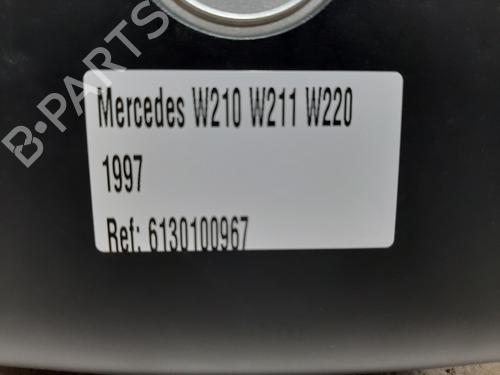 B-PARTS
Mercedes W210 W211 W220
1997
Ref: 6130100967